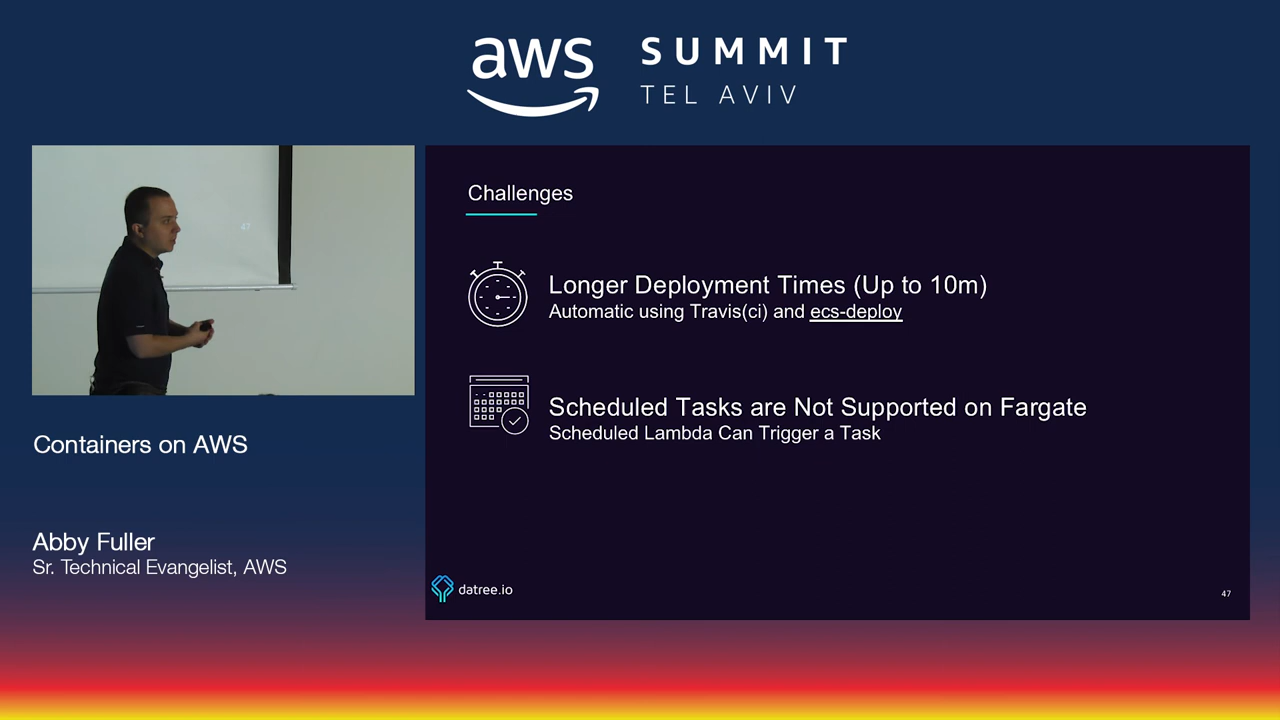 aws
SUMMIT
TEL AVIV
Challenges
Longer Deployment Times (Up to 10m)
Automatic using Travis(ci) and ecs-deploy
Scheduled Tasks are Not Supported on Fargate
Scheduled Lambda Can Trigger a Task
datree.io
47
47
Containers on AWS
Abby Fuller
Sr. Technical Evangelist, AWS